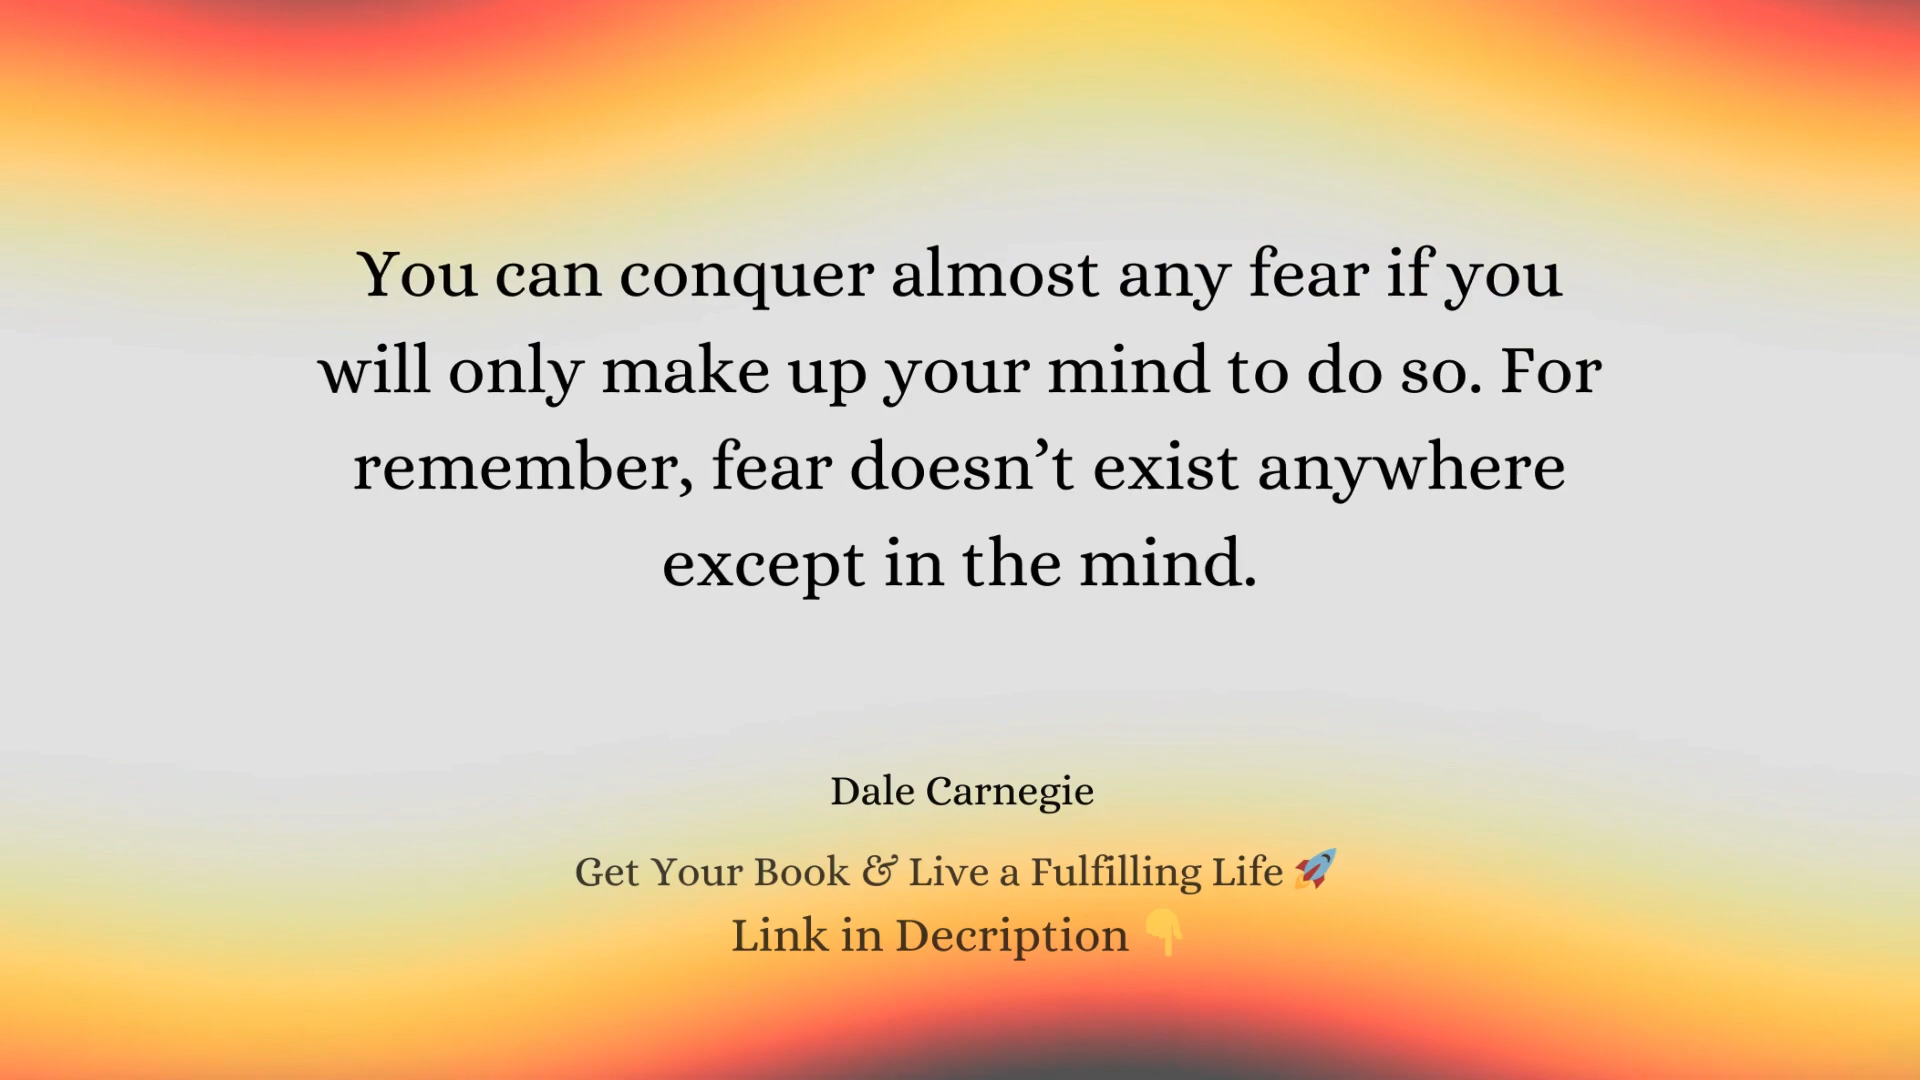 You can conquer almost any fear if you
will only make up your mind to do so. For
remember, fear doesn’t exist anywhere
except in the mind.
Dale Carnegie
Get Your Book & Live a Fulfilling Life 🚀
Link in Decription 👇